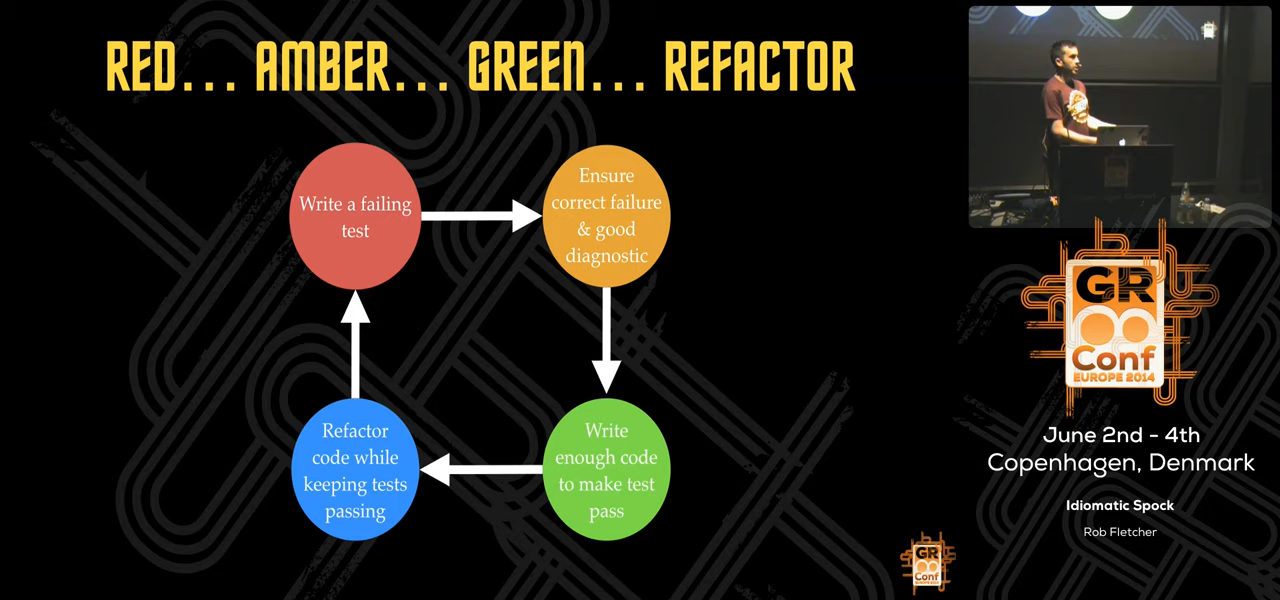 RED... AMBER... GREEN... REFACTOR
Write a failing
test
Ensure
correct failure
& good
diagnostic
Refactor
code while
keeping tests
passing
Write
enough code
to make test
pass
GR
Conf
EUROPE 2014
June 2nd - 4th
Copenhagen, Denmark
Idiomatic Spock
Rob Fletcher
GR
Conf